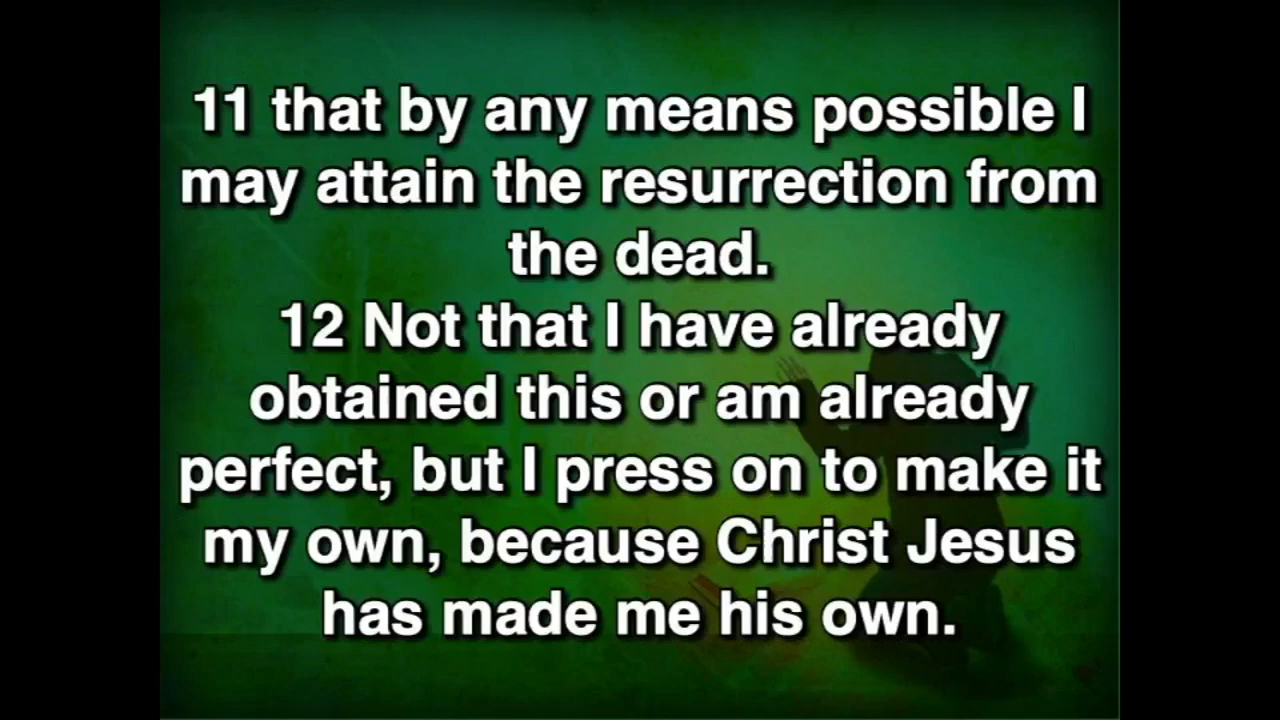 11 that by any means possible I
may attain the resurrection from
the dead.
12 Not that I have already
obtained this or am already
perfect, but I press on to make it
my own, because Christ Jesus
has made me his own.